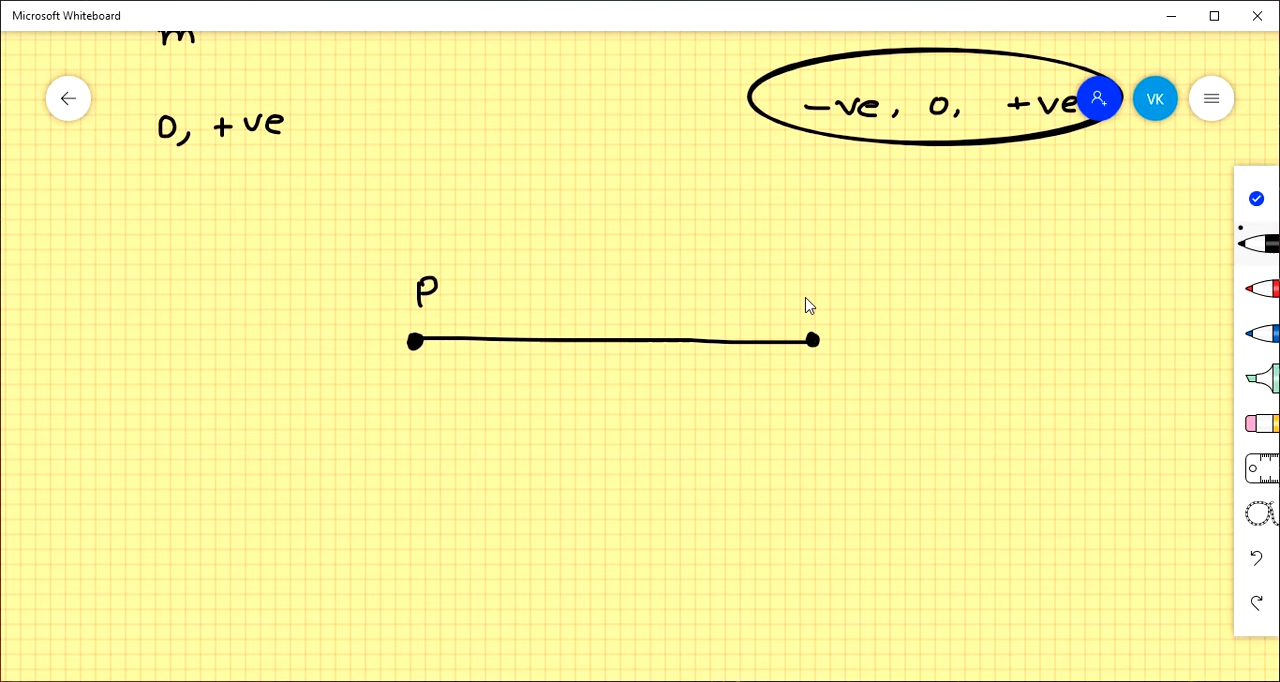 Microsoft Whiteboard
m
0, +ve
-ve, 0, +ve
VK
P